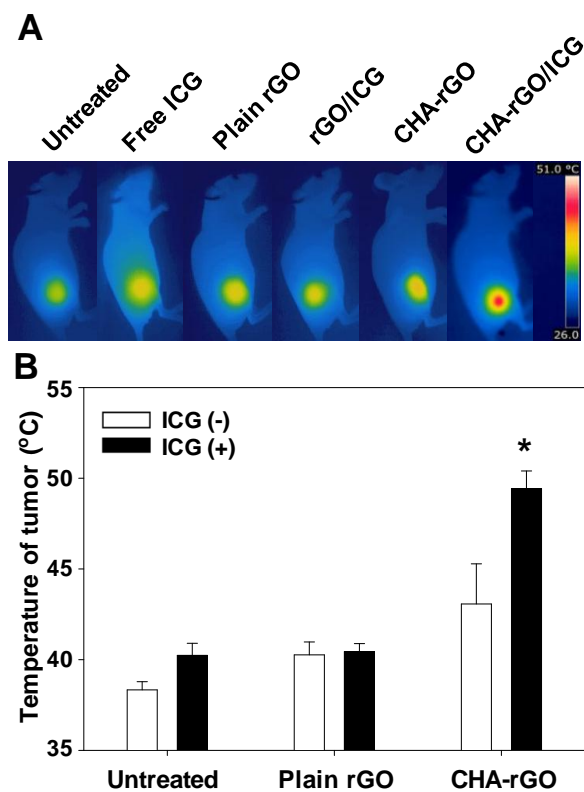 A
Untreated
Free ICG
Plain rGO
rGO/ICG
CHA-rGO
CHA-rGO/ICG
51.0 °C
26.0
B
Temperature of tumor (°C)
55
50
45
40
35
ICG (-)
ICG (+)
*
Untreated Plain rGO CHA-rGO